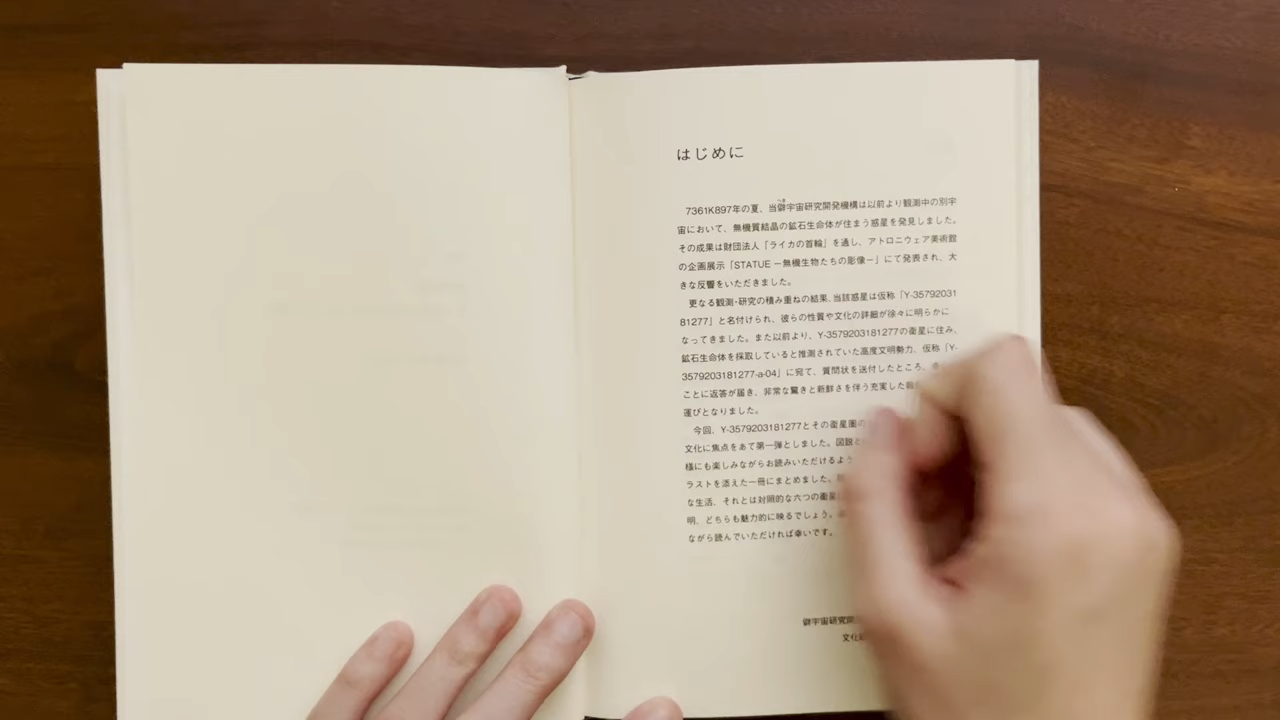 はじめに
7361K897年の夏、当僻宇宙研究開発機構は以前より観測中の別宇
宙において、無機質結晶の鉱石生命体が住まう惑星を発見しました。
その成果は財団法人「ライカの首輪」を通し、アトロニウェア美術館
の企画展示「STATUE －無機生物たちの彫像－」にて発表され、大
きな反響をいただきました。
更なる観測・研究の積み重ねの結果、当該惑星は仮称「Y-35792031
81277」と名付けられ、彼らの性質や文化の詳細が徐々に明らかに
なってきました。また以前より、Y-3579203181277の衛星に住み、
鉱石生命体を採取していると推測されていた高度文明勢力、仮称「Y-
3579203181277-a-04」に宛て、質問状を送付したところ、
ことに返答が届き、非常な驚きと新鮮さを伴う充実した
運びとなりました。
今回、Y-3579203181277とその衛星圏の
文化に焦点をあて第一弾としました。図説
様にも楽しみながらお読みいただけるよう
ラストを添えた一冊にまとめました。
な生活、それとは対照的な六つの衛星
明、どちらも魅力的に映るでしょう。
ながら読んでいただければ幸いです。
僻宇宙研究開
文化